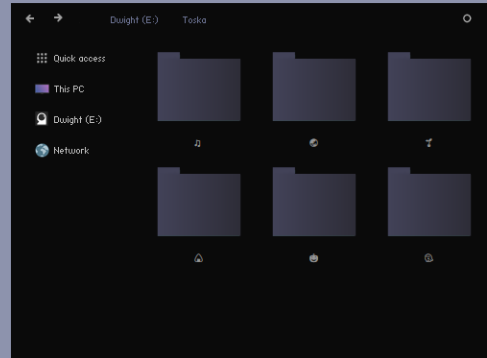 Dwight (E:) Toska
Quick access
This PC
Dwight (E:)
Network